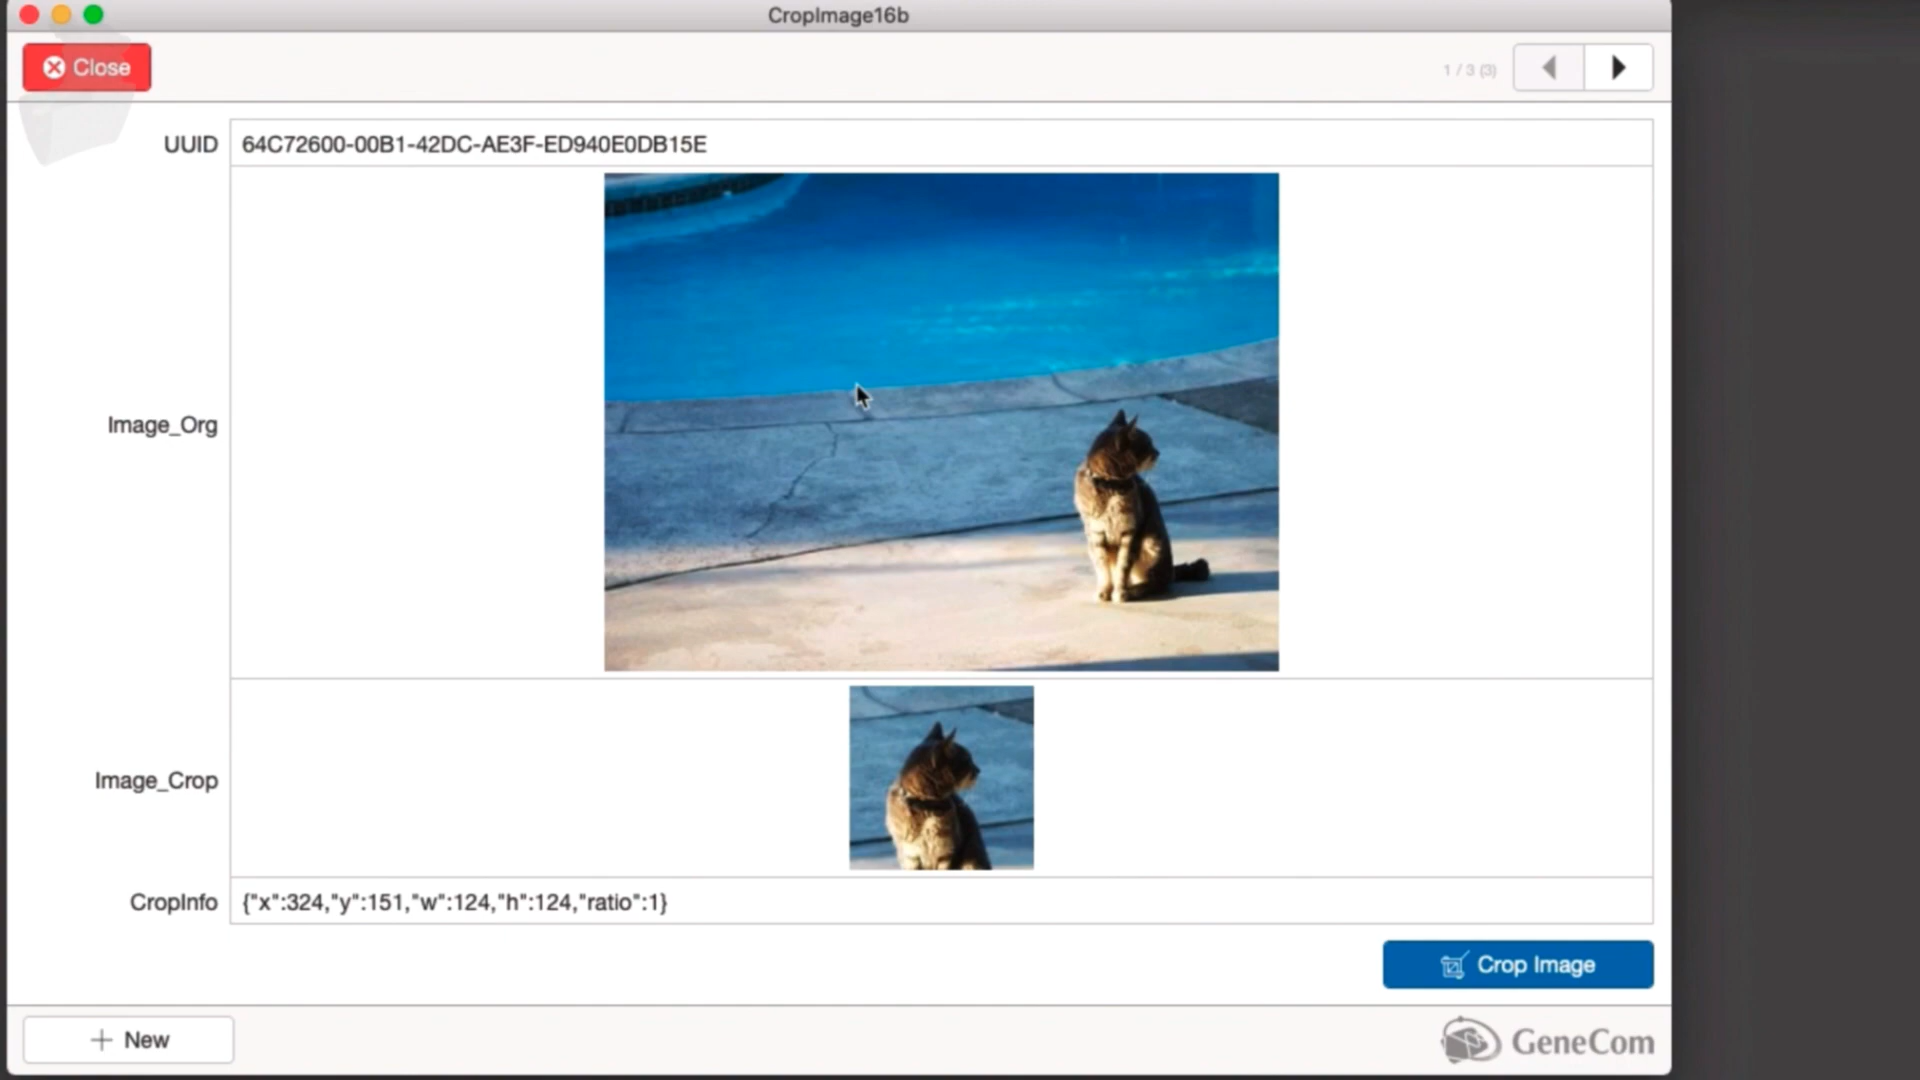 CropImage16b
Close
1 / 3 (3)
UUID
64C72600-00B1-42DC-AE3F-ED940E0DB15E
Image_Org
Image_Crop
CropInfo
{"x":324,"y":151,"w":124,"h":124,"ratio":1}
Crop Image
New
GeneCom